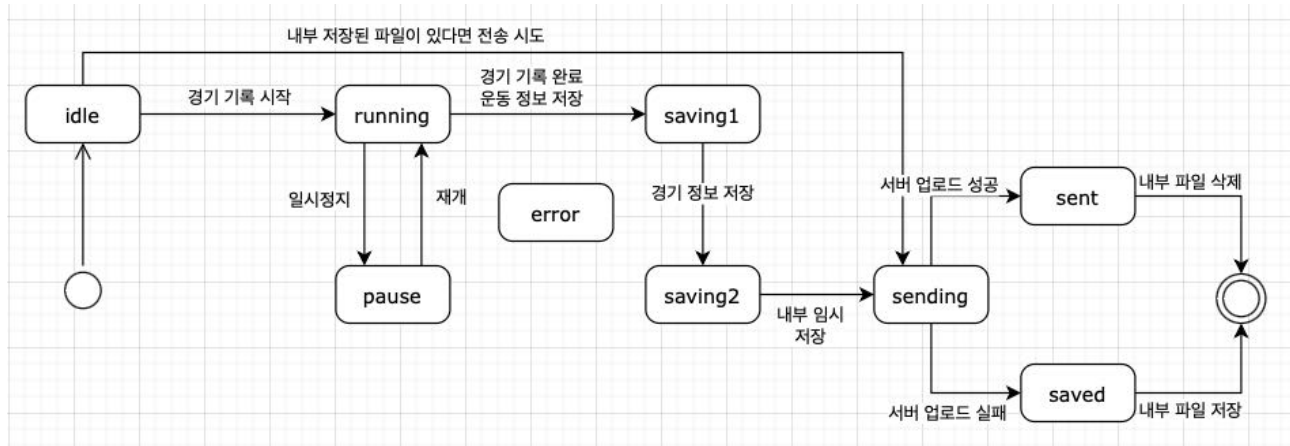 내부 저장된 파일이 있다면 전송 시도
idle
경기 기록 시작
running
경기 기록 완료
운동 정보 저장
saving1
일시정지
재개
error
경기 정보 저장
서버 업로드 성공
sent
내부 파일 삭제
pause
saving2
내부 임시
저장
sending
서버 업로드 실패
saved
내부 파일 저장